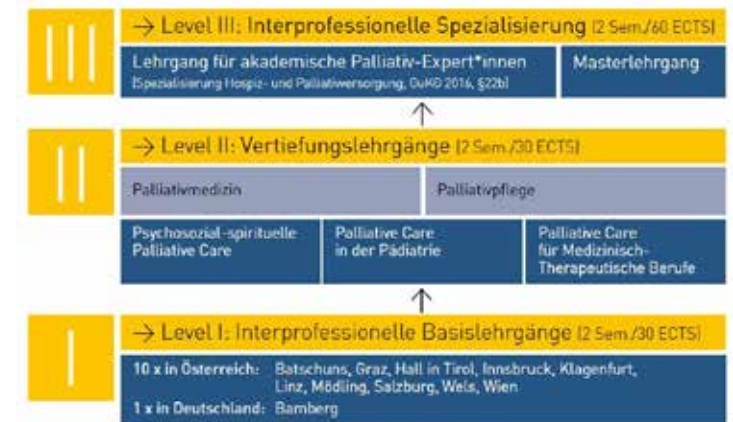 III
→ Level III: Interprofessionelle Spezialisierung (2 Sem./60 ECTS)
Lehrgang für akademische Palliativ-Expert*innen
(Spezialisierung Hospiz- und Palliativversorgung, GuKG 2016, §22b)
Masterlehrgang
↑
II
→ Level II: Vertiefungslehrgänge (2 Sem./30 ECTS)
Palliativmedizin
Palliativpflege
Psychosozial-spirituelle
Palliative Care
Palliative Care
in der Pädiatrie
Palliative Care
für Medizinisch-
Therapeutische Berufe
↑
I
→ Level I: Interprofessionelle Basislehrgänge (2 Sem./30 ECTS)
10 x in Österreich: Batschuns, Graz, Hall in Tirol, Innsbruck, Klagenfurt,
Linz, Mödling, Salzburg, Wels, Wien
1 x in Deutschland: Bamberg